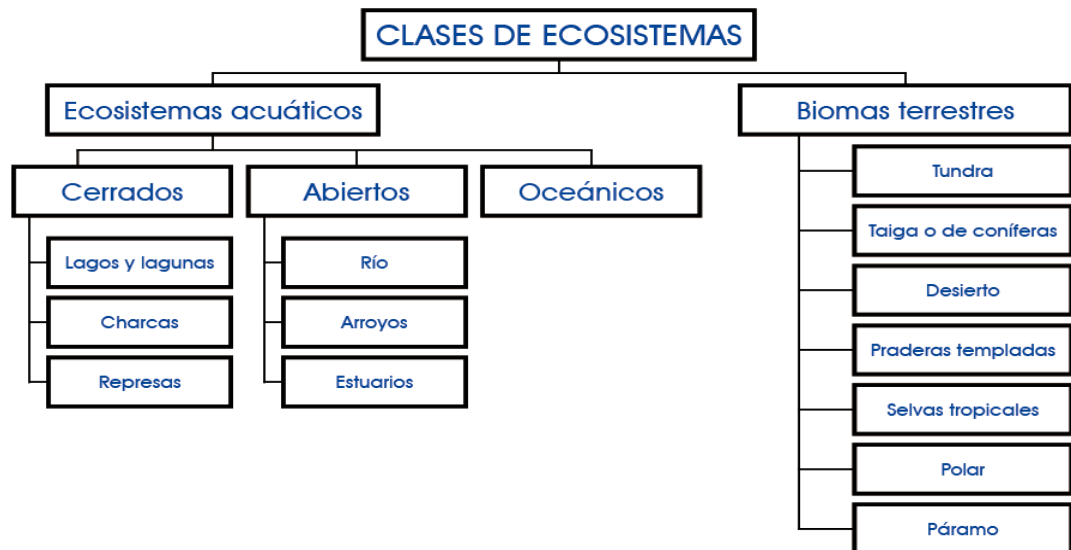 CLASES DE ECOSISTEMAS
Ecosistemas acuáticos
Biomas terrestres
Cerrados
Abiertos
Oceánicos
Lagos y lagunas
Charcas
Represas
Río
Arroyos
Estuarios
Tundra
Taiga o de coníferas
Desierto
Praderas templadas
Selvas tropicales
Polar
Páramo